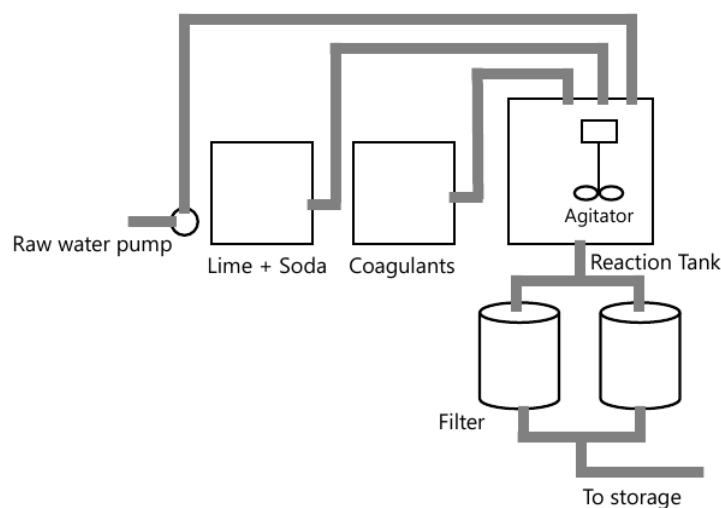 Agitator
Raw water pump
Lime + Soda
Coagulants
Reaction Tank
Filter
To storage